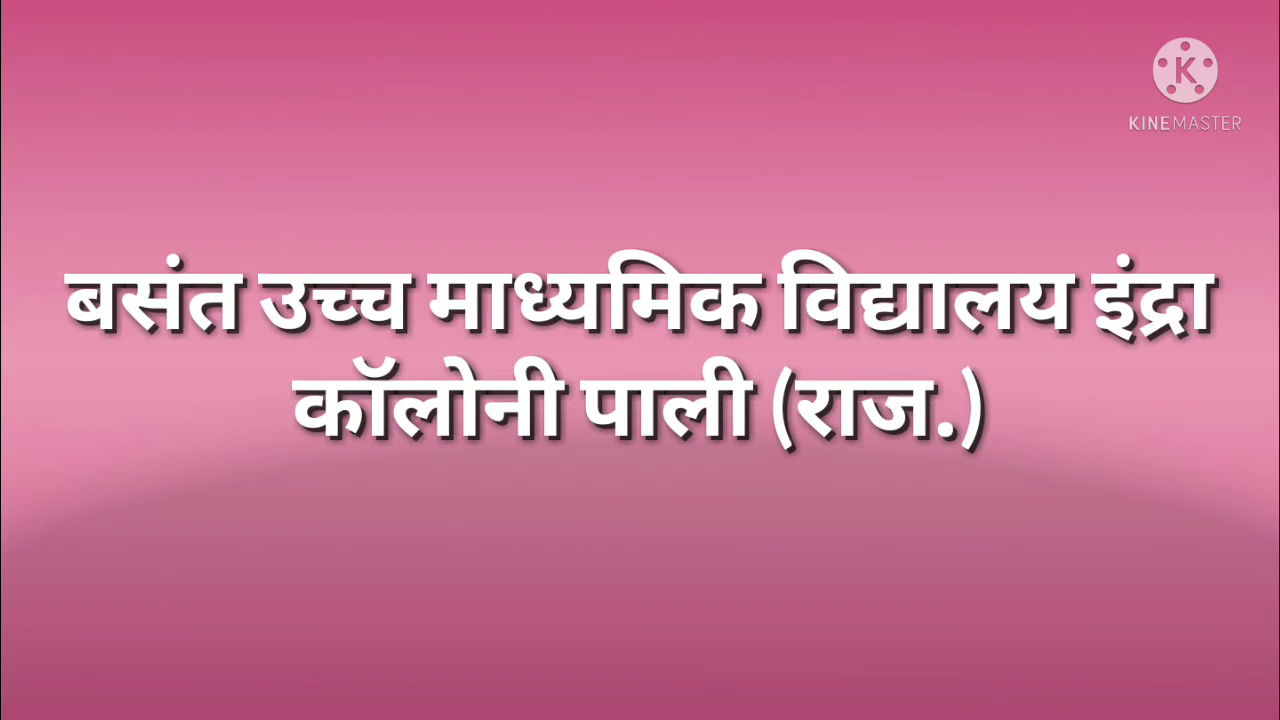 K
KINEMASTER
बसंत उच्च माध्यमिक विद्यालय इंद्रा
कॉलोनी पाली (राज.)